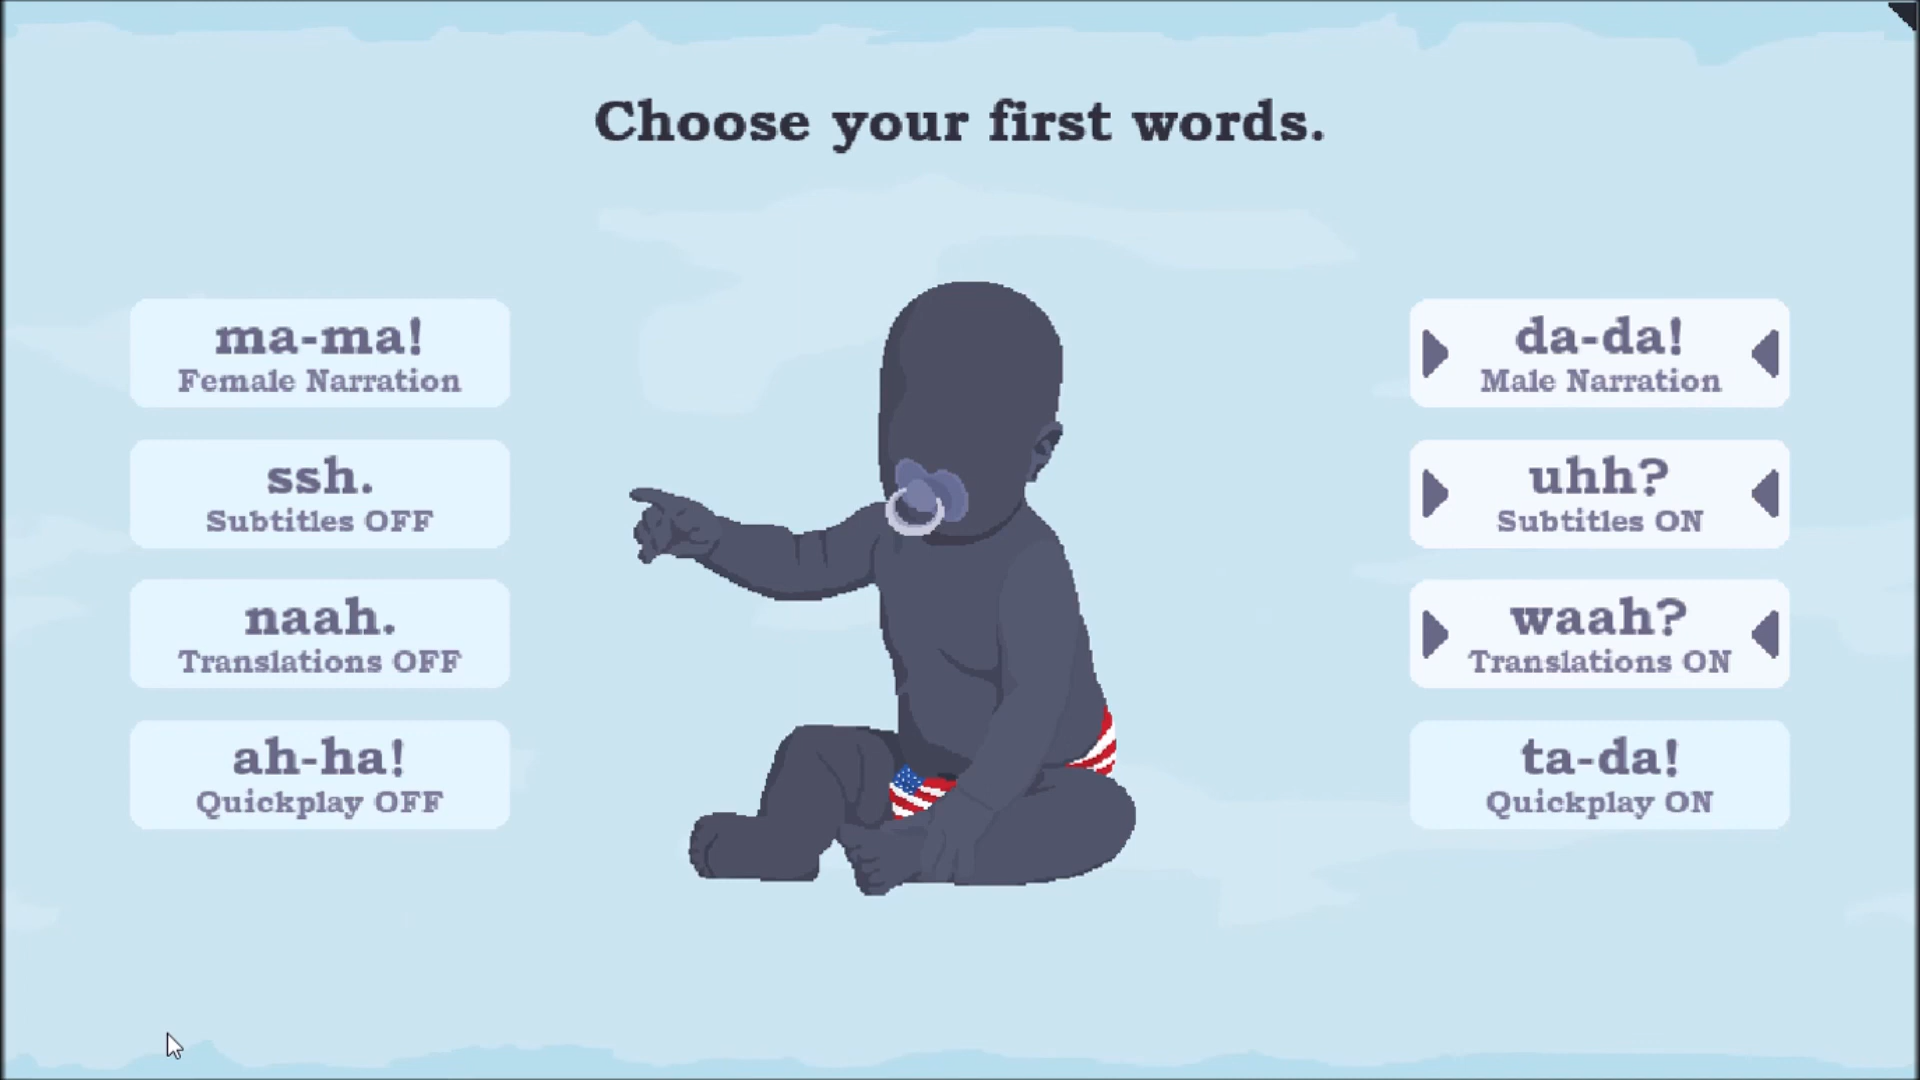 Choose your first words.
ma-ma!
Female Narration
ssh.
Subtitles OFF
naah.
Translations OFF
ah-ha!
Quickplay OFF
da-da!
Male Narration
uhh?
Subtitles ON
waah?
Translations ON
ta-da!
Quickplay ON